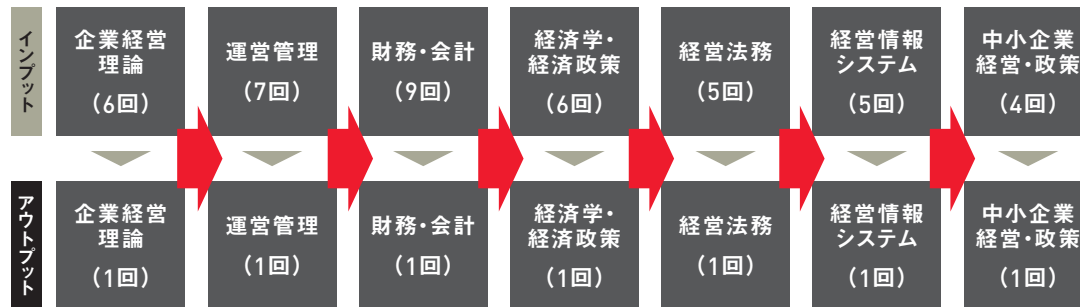 インプット
企業経営
理論
(6回)
運営管理
(7回)
財務・会計
(9回)
経済学・
経済政策
(6回)
経営法務
(5回)
経営情報
システム
(5回)
中小企業
経営・政策
(4回)
アウトプット
企業経営
理論
(1回)
運営管理
(1回)
財務・会計
(1回)
経済学・
経済政策
(1回)
経営法務
(1回)
経営情報
システム
(1回)
中小企業
経営・政策
(1回)